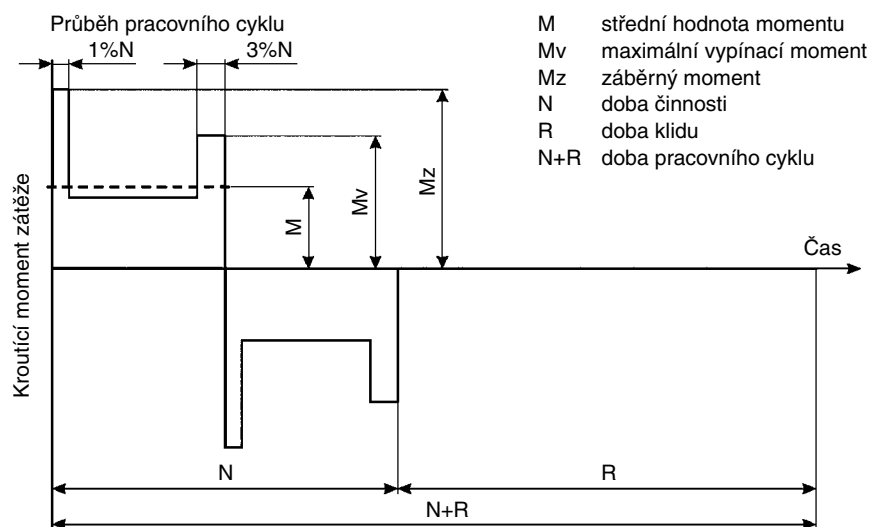 Průběh pracovního cyklu
1%N
3%N
M střední hodnota momentu
Mv maximální vypínací moment
Mz záběrný moment
N doba činnosti
R doba klidu
N+R doba pracovního cyklu
Kroutící moment zátěže
M
Mv
Mz
Čas
N
R
N+R